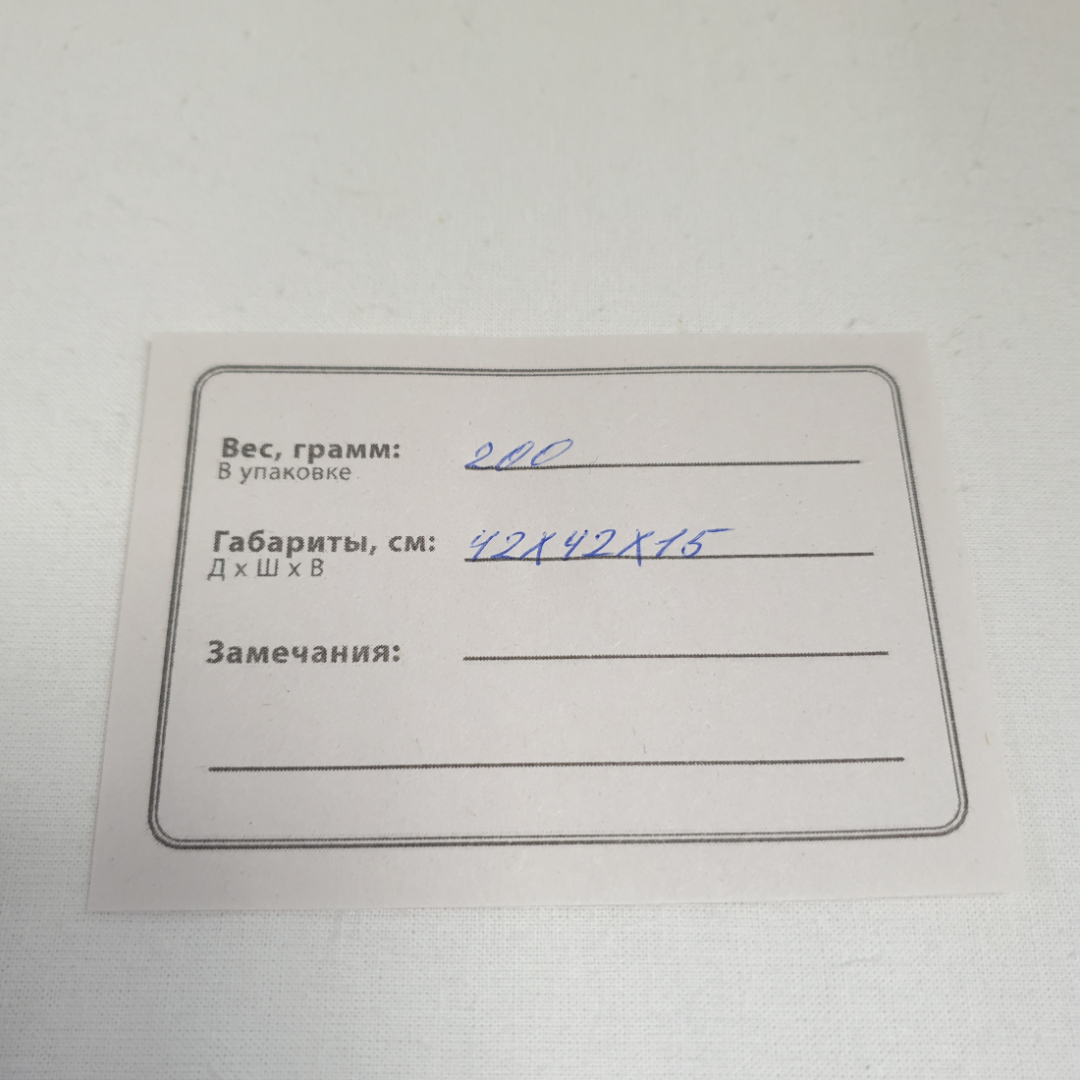 Вес, грамм: 200
В упаковке
Габариты, см: 42х42х15
Д х Ш х В
Замечания: